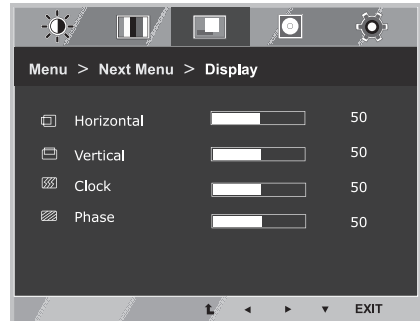 Menu > Next Menu > Display
Horizontal 50
Vertical 50
Clock 50
Phase 50
EXIT